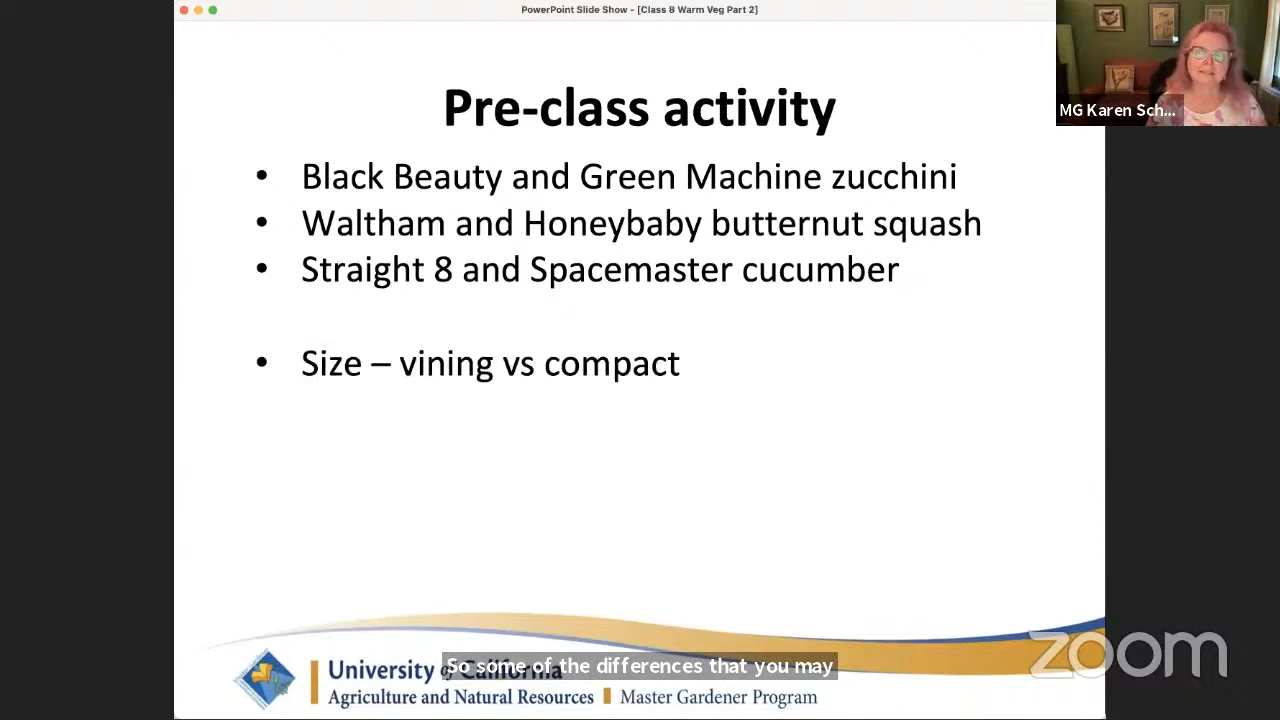 PowerPoint Slide Show - [Class 8 Warm Veg Part 2]
MG Karen Sch...
Pre-class activity
• Black Beauty and Green Machine zucchini
• Waltham and Honeybaby butternut squash
• Straight 8 and Spacemaster cucumber
• Size – vining vs compact
University of California
So some of the differences that you may
Agriculture and Natural Resources Master Gardener Program
zoom